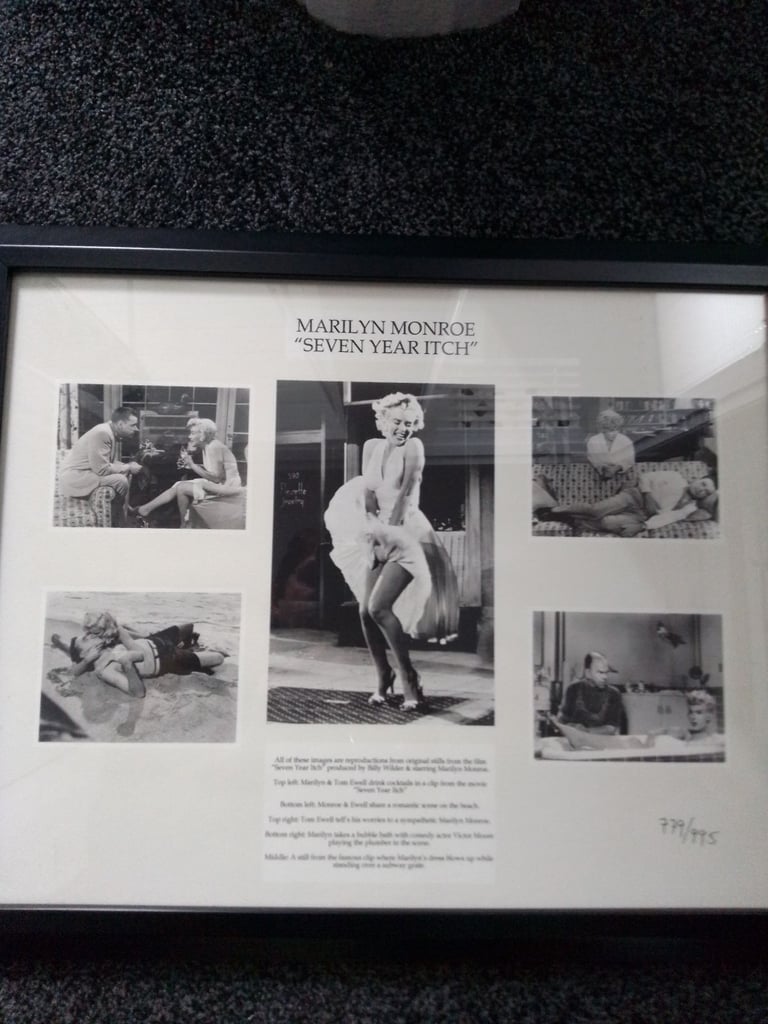 MARILYN MONROE
"SEVEN YEAR ITCH"
All of these images are reproductions from original stills from the film
"Seven Year Itch" produced by Billy Wilder & starring Marilyn Monroe.
Top left: Marilyn & Tom Ewell drink cocktails in a clip from the movie
"Seven Year Itch"
Bottom left: Monroe & Ewell share a romantic scene on the beach.
Top right: Tom Ewell tell's his worries to a sympathetic Marilyn Monroe.
Bottom right: Marilyn takes a bubble bath with comedy actor Victor Moore
playing the plumber in the scene.
Middle: A still from the famous clip where Marilyn's dress blows up while
standing over a subway grate.
779/995